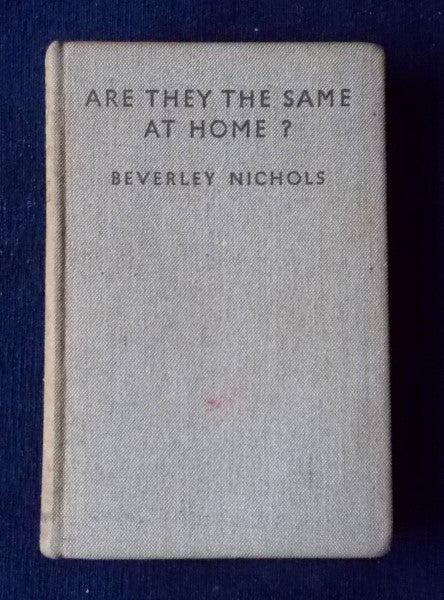 ARE THEY THE SAME
AT HOME ?
BEVERLEY NICHOLS